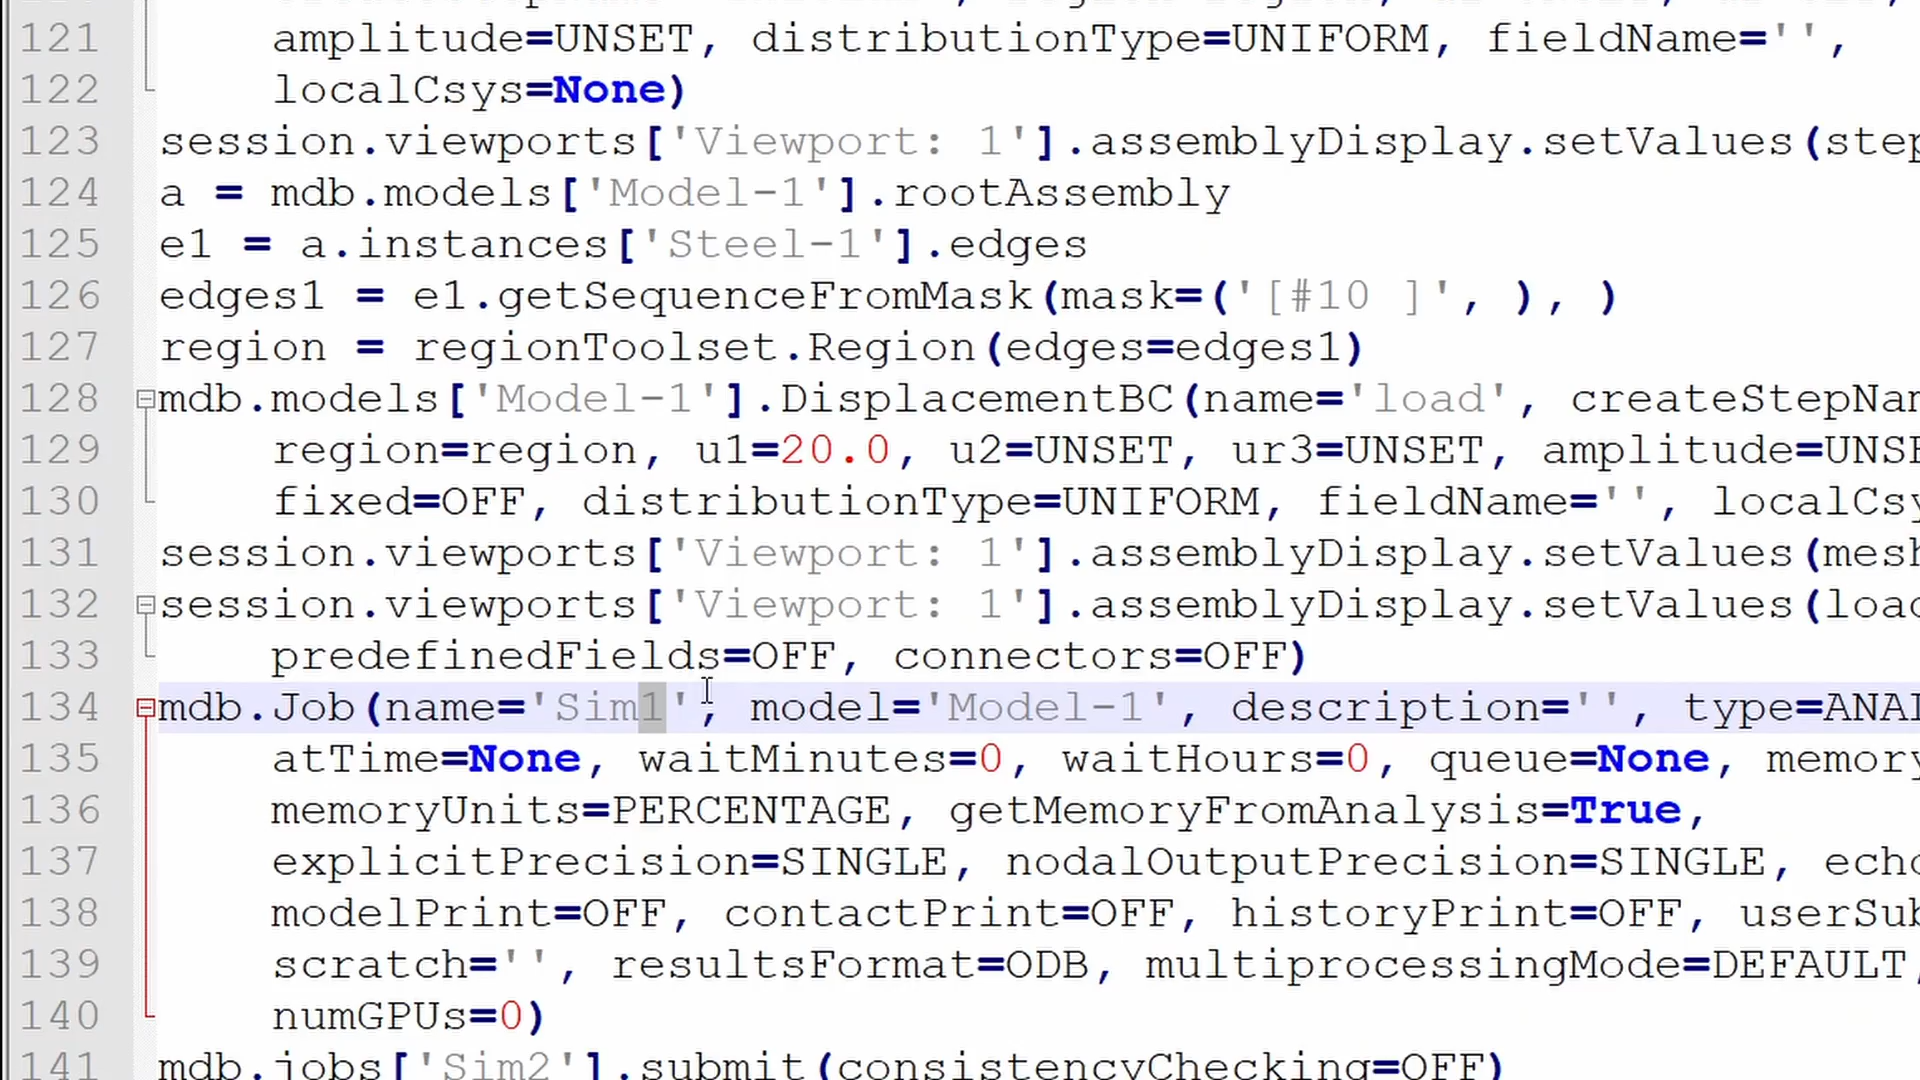 121 amplitude=UNSET, distributionType=UNIFORM, fieldName='',
122 localCsys=None)
123 session.viewports['Viewport: 1'].assemblyDisplay.setValues(step
124 a = mdb.models['Model-1'].rootAssembly
125 e1 = a.instances['Steel-1'].edges
126 edges1 = e1.getSequenceFromMask(mask=('[#10 ]', ), )
127 region = regionToolset.Region(edges=edges1)
128 mdb.models['Model-1'].DisplacementBC(name='load', createStepNam
129 region=region, u1=20.0, u2=UNSET, ur3=UNSET, amplitude=UNSE
130 fixed=OFF, distributionType=UNIFORM, fieldName='', localCsy
131 session.viewports['Viewport: 1'].assemblyDisplay.setValues(mesh
132 session.viewports['Viewport: 1'].assemblyDisplay.setValues(load
133 predefinedFields=OFF, connectors=OFF)
134 mdb.Job(name='Sim1', model='Model-1', description='', type=ANAL
135 atTime=None, waitMinutes=0, waitHours=0, queue=None, memory
136 memoryUnits=PERCENTAGE, getMemoryFromAnalysis=True,
137 explicitPrecision=SINGLE, nodalOutputPrecision=SINGLE, echo
138 modelPrint=OFF, contactPrint=OFF, historyPrint=OFF, userSub
139 scratch='', resultsFormat=ODB, multiprocessingMode=DEFAULT,
140 numGPUs=0)
141 mdb.jobs['Sim2'].submit(consistencyChecking=OFF)